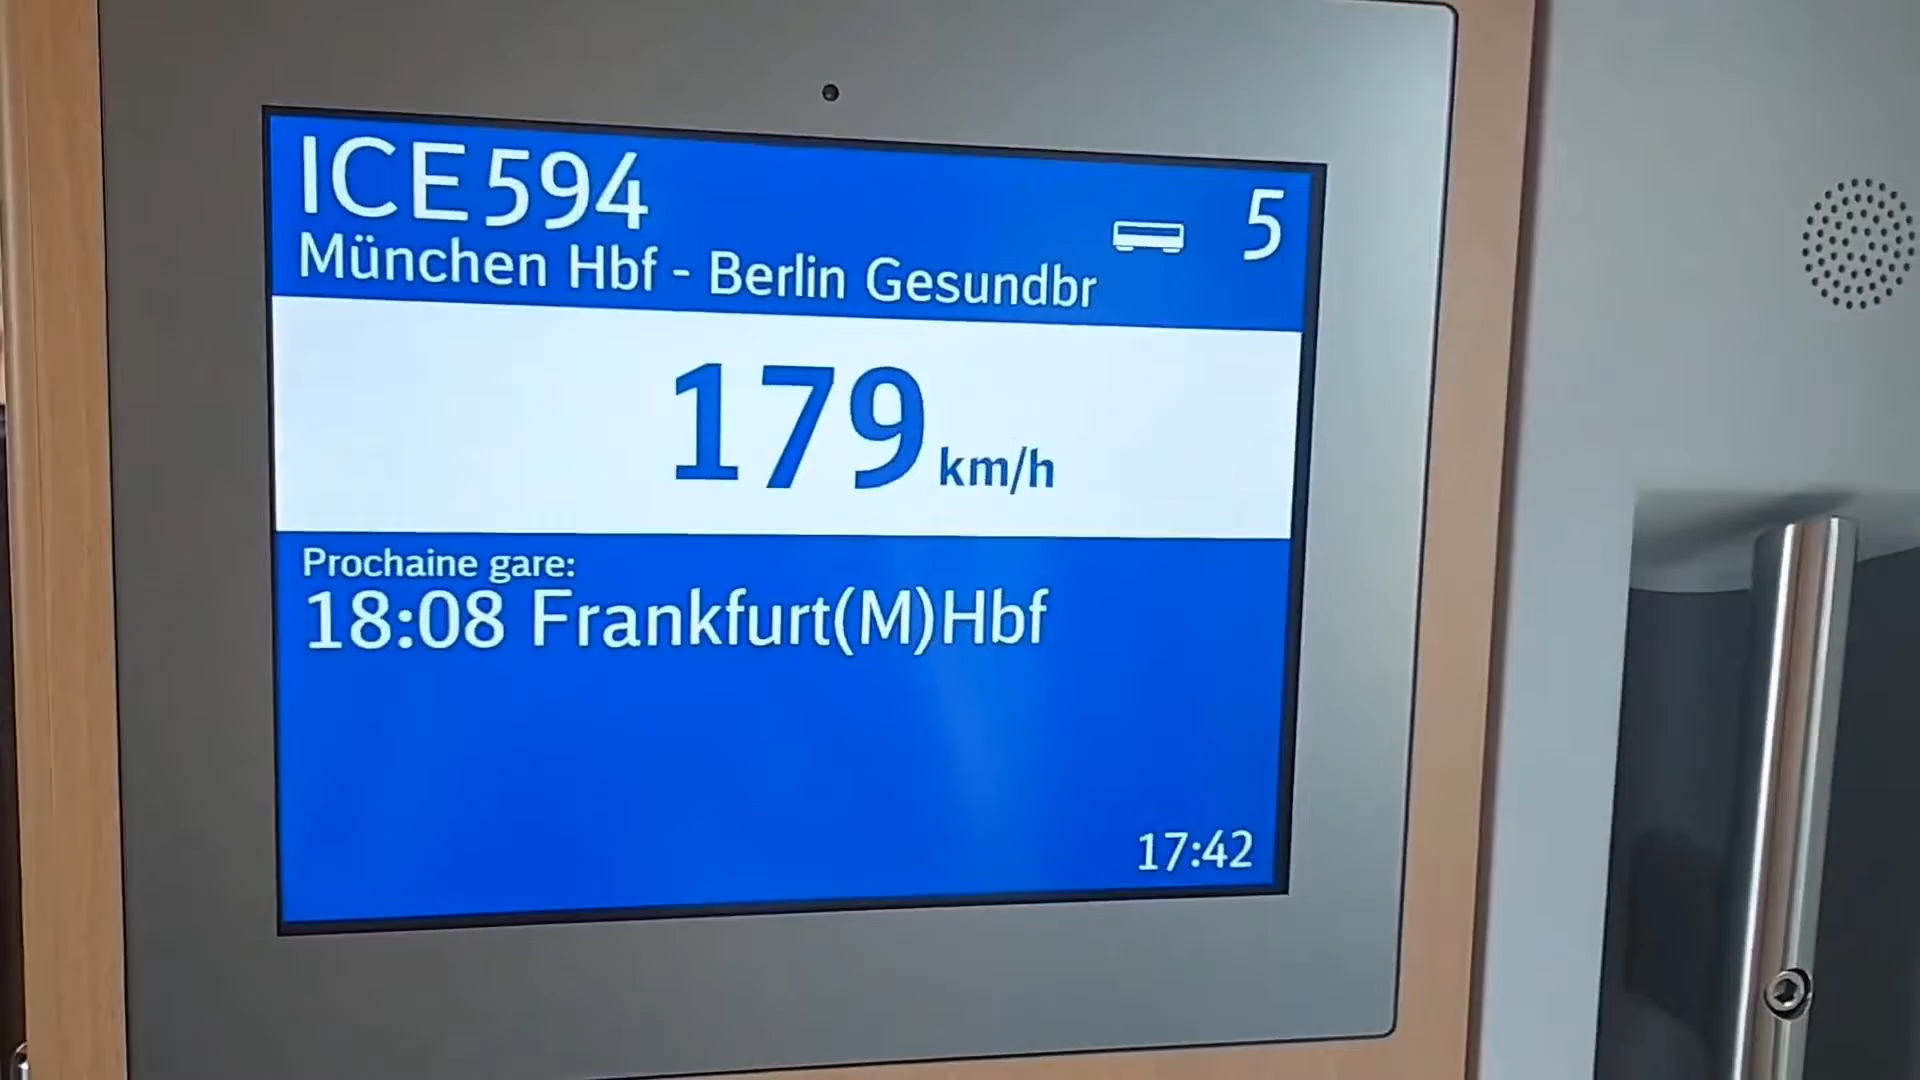 ICE 594
5
München Hbf - Berlin Gesundbr
179 km/h
Prochaine gare:
18:08 Frankfurt(M)Hbf
17:42